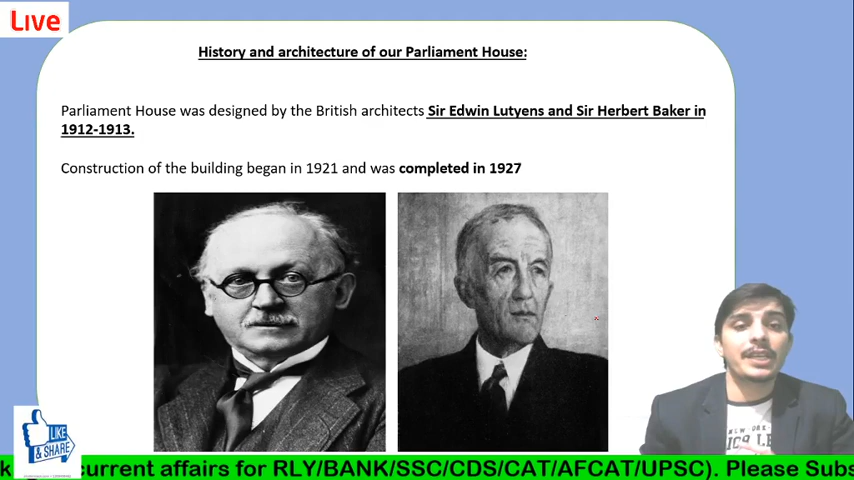 Live
History and architecture of our Parliament House:
Parliament House was designed by the British architects Sir Edwin Lutyens and Sir Herbert Baker in
1912-1913.
Construction of the building began in 1921 and was completed in 1927
NEW YORK
LIKE
& SHARE
current affairs for RLY/BANK/SSC/CDS/CAT/AFCAT/UPSC). Please Subs